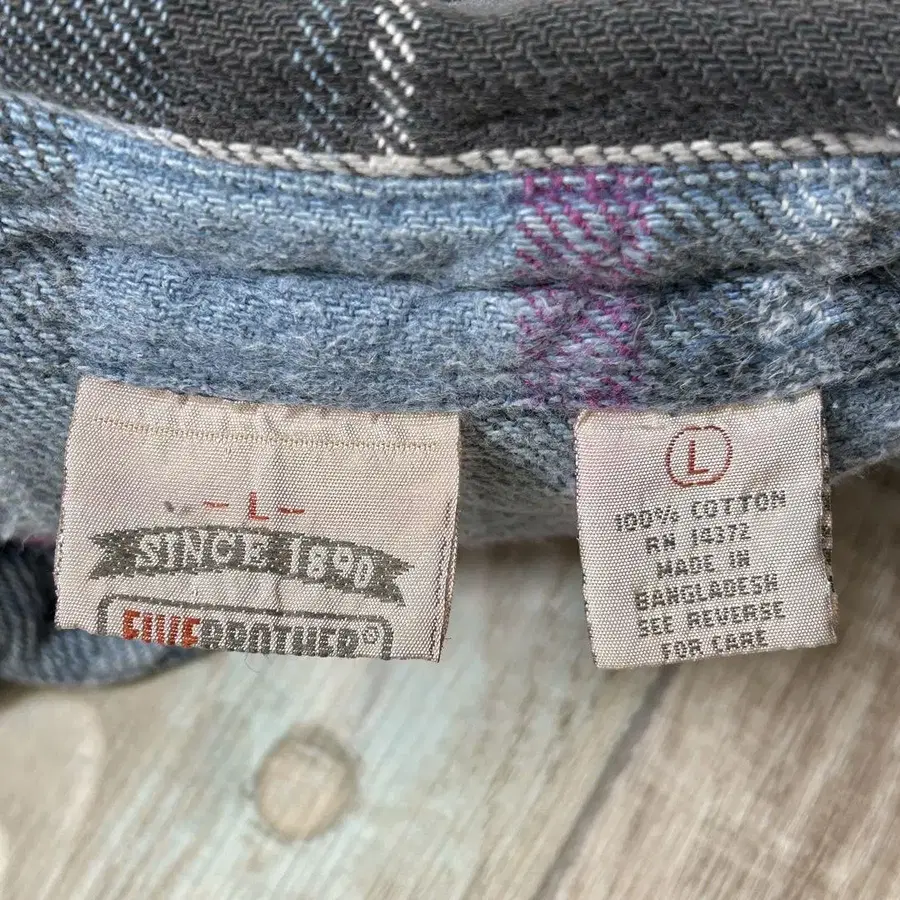 - L -
SINCE 1890
FIVE BROTHER®
L
100% COTTON
RN 14372
MADE IN
BANGLADESH
SEE REVERSE
FOR CARE